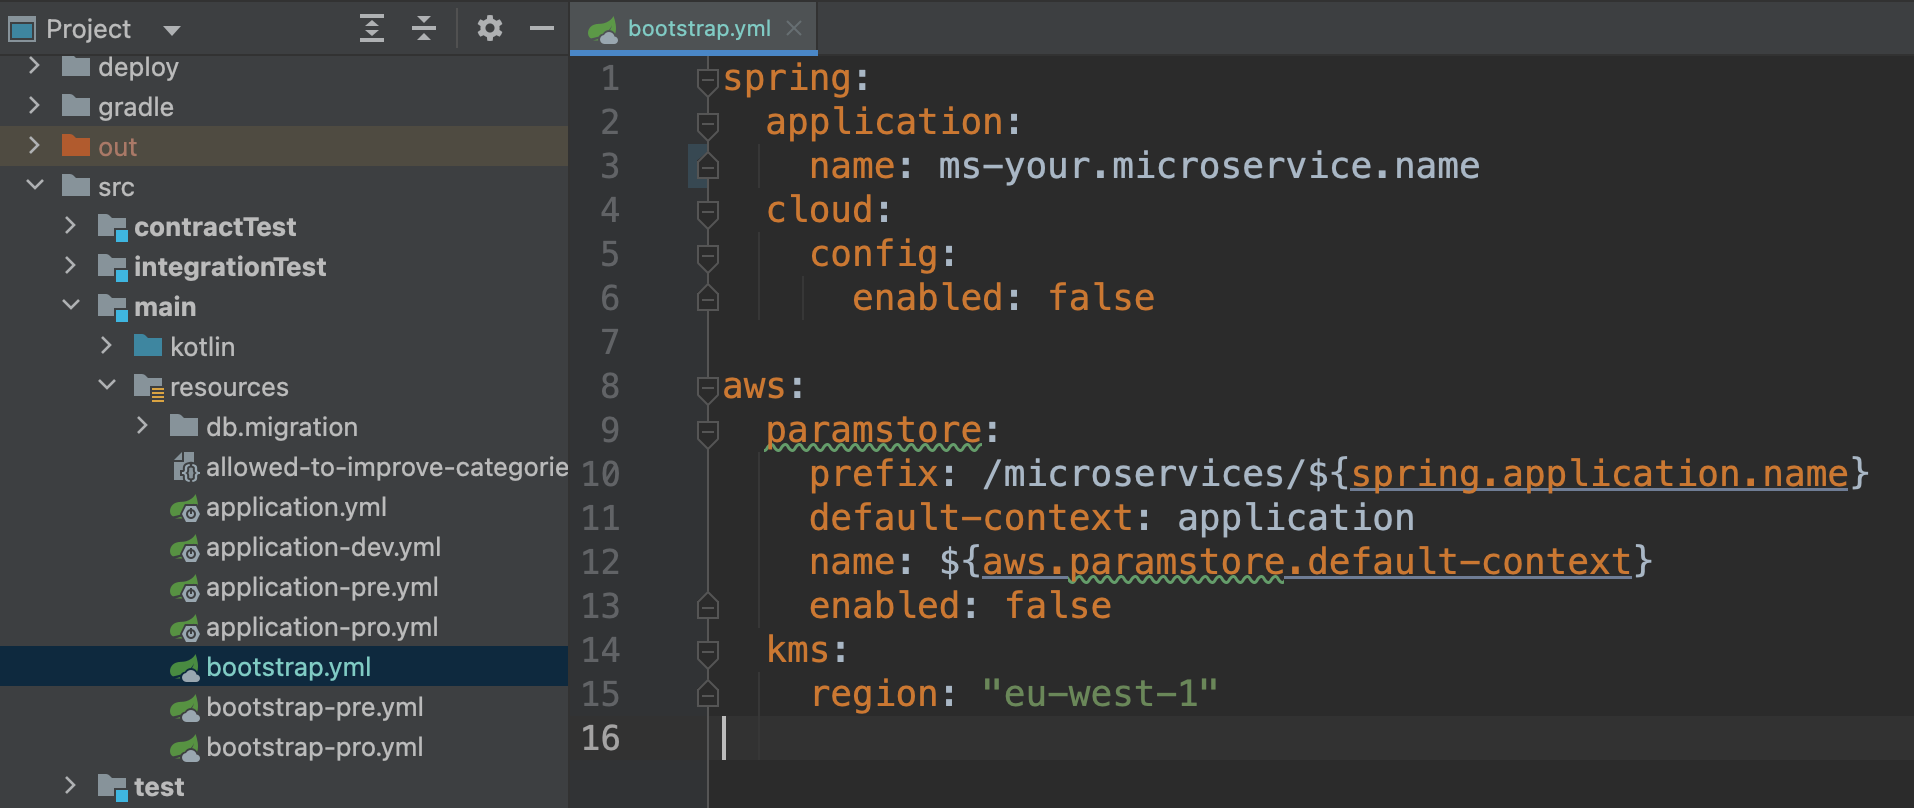 Project
deploy
gradle
out
src
contractTest
integrationTest
main
kotlin
resources
db.migration
allowed-to-improve-categorie
application.yml
application-dev.yml
application-pre.yml
application-pro.yml
bootstrap.yml
bootstrap-pre.yml
bootstrap-pro.yml
test
bootstrap.yml
1 spring:
2 application:
3 name: ms-your.microservice.name
4 cloud:
5 config:
6 enabled: false
7
8 aws:
9 paramstore:
10 prefix: /microservices/${spring.application.name}
11 default-context: application
12 name: ${aws.paramstore.default-context}
13 enabled: false
14 kms:
15 region: "eu-west-1"
16